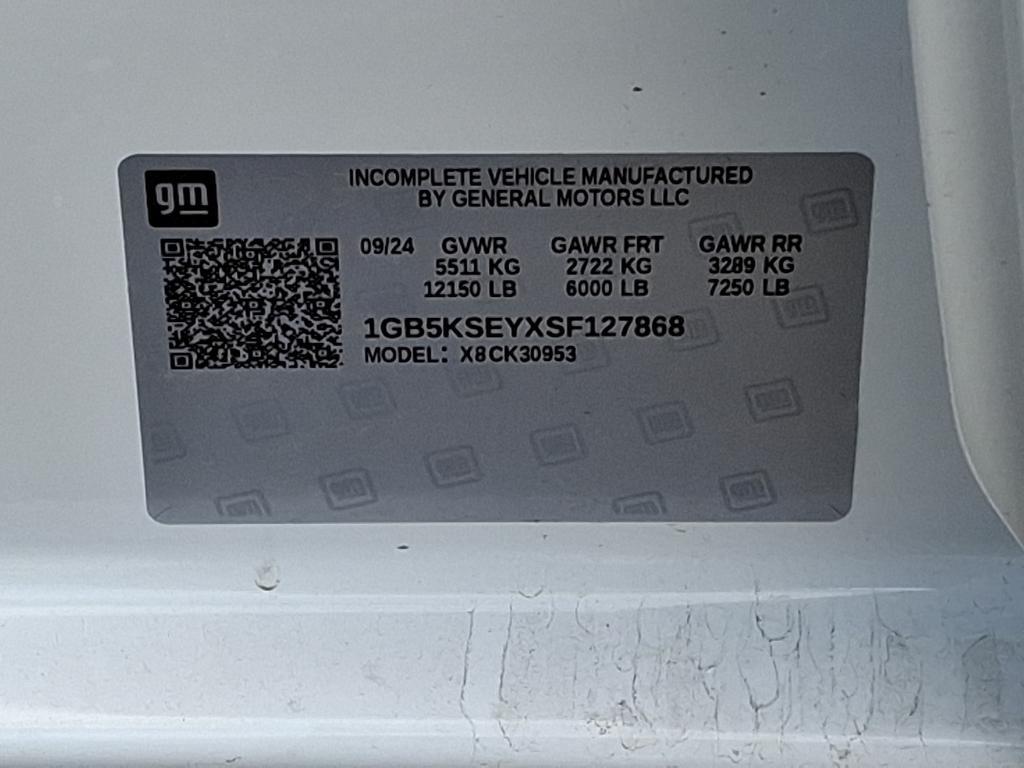 gm
INCOMPLETE VEHICLE MANUFACTURED
BY GENERAL MOTORS LLC
09/24 GVWR GAWR FRT GAWR RR
5511 KG 2722 KG 3289 KG
12150 LB 6000 LB 7250 LB
1GB5KSEYXSF127868
MODEL: X8CK30953